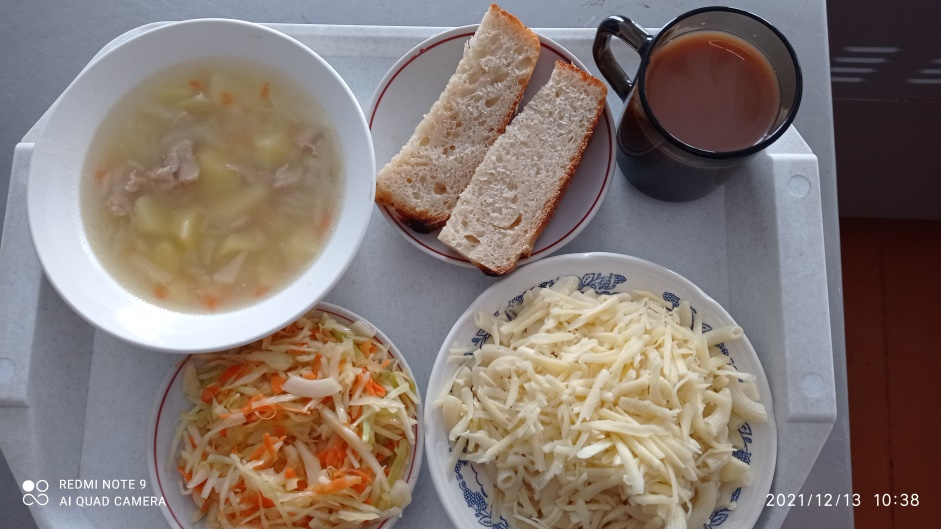 REDMI NOTE 9
AI QUAD CAMERA
2021/12/13 10:38